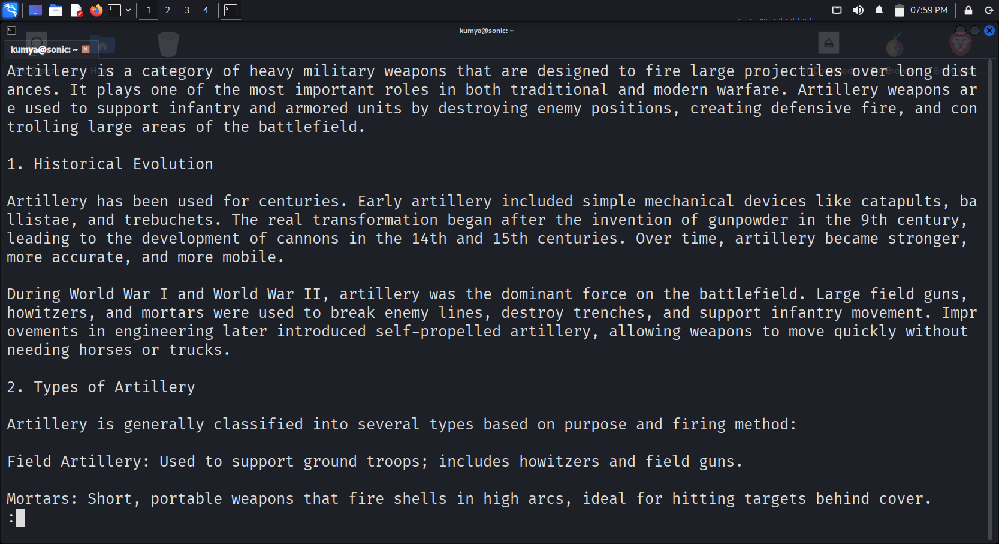 1 2 3 4 07:59 PM
kumya@sonic: ~
kumya@sonic: ~
Artillery is a category of heavy military weapons that are designed to fire large projectiles over long dist
ances. It plays one of the most important roles in both traditional and modern warfare. Artillery weapons ar
e used to support infantry and armored units by destroying enemy positions, creating defensive fire, and con
trolling large areas of the battlefield.
1. Historical Evolution
Artillery has been used for centuries. Early artillery included simple mechanical devices like catapults, ba
llistae, and trebuchets. The real transformation began after the invention of gunpowder in the 9th century,
leading to the development of cannons in the 14th and 15th centuries. Over time, artillery became stronger,
more accurate, and more mobile.
During World War I and World War II, artillery was the dominant force on the battlefield. Large field guns,
howitzers, and mortars were used to break enemy lines, destroy trenches, and support infantry movement. Impr
ovements in engineering later introduced self-propelled artillery, allowing weapons to move quickly without
needing horses or trucks.
2. Types of Artillery
Artillery is generally classified into several types based on purpose and firing method:
Field Artillery: Used to support ground troops; includes howitzers and field guns.
Mortars: Short, portable weapons that fire shells in high arcs, ideal for hitting targets behind cover.
: